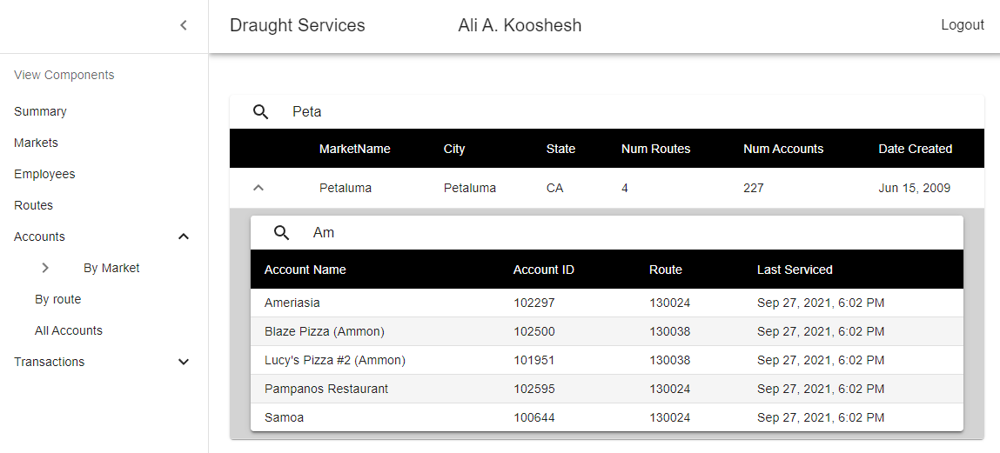 Draught Services Ali A. Kooshesh Logout
View Components
Summary
Markets
Employees
Routes
Accounts
By Market
By route
All Accounts
Transactions
Peta
MarketName City State Num Routes Num Accounts Date Created
Petaluma Petaluma CA 4 227 Jun 15, 2009
Am
Account Name Account ID Route Last Serviced
Ameriasia 102297 130024 Sep 27, 2021, 6:02 PM
Blaze Pizza (Ammon) 102500 130038 Sep 27, 2021, 6:02 PM
Lucy's Pizza #2 (Ammon) 101951 130038 Sep 27, 2021, 6:02 PM
Pampanos Restaurant 102595 130024 Sep 27, 2021, 6:02 PM
Samoa 100644 130024 Sep 27, 2021, 6:02 PM